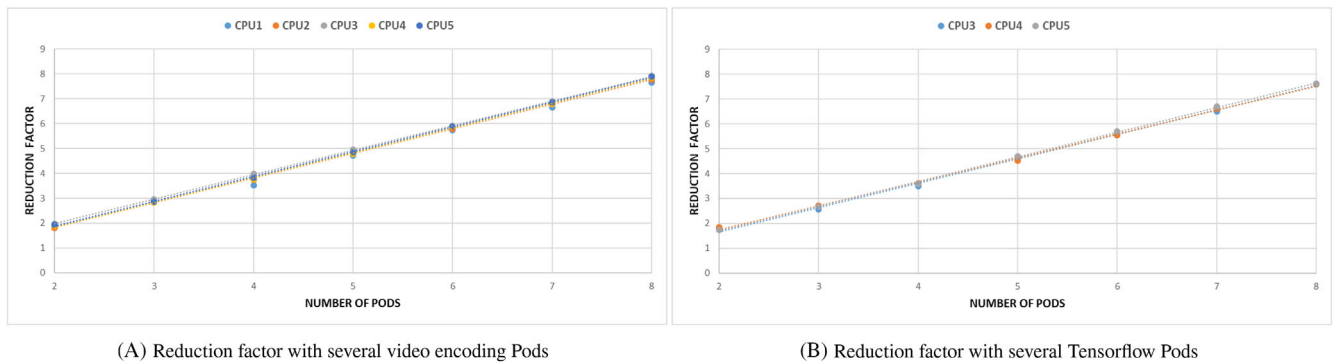 CPU1 CPU2 CPU3 CPU4 CPU5
9
8
7
6
5
4
3
2
1
0
REDUCTION FACTOR
2 3 4 5 6 7 8
NUMBER OF PODS
(A) Reduction factor with several video encoding Pods
CPU3 CPU4 CPU5
9
8
7
6
5
4
3
2
1
0
REDUCTION FACTOR
2 3 4 5 6 7 8
NUMBER OF PODS
(B) Reduction factor with several Tensorflow Pods